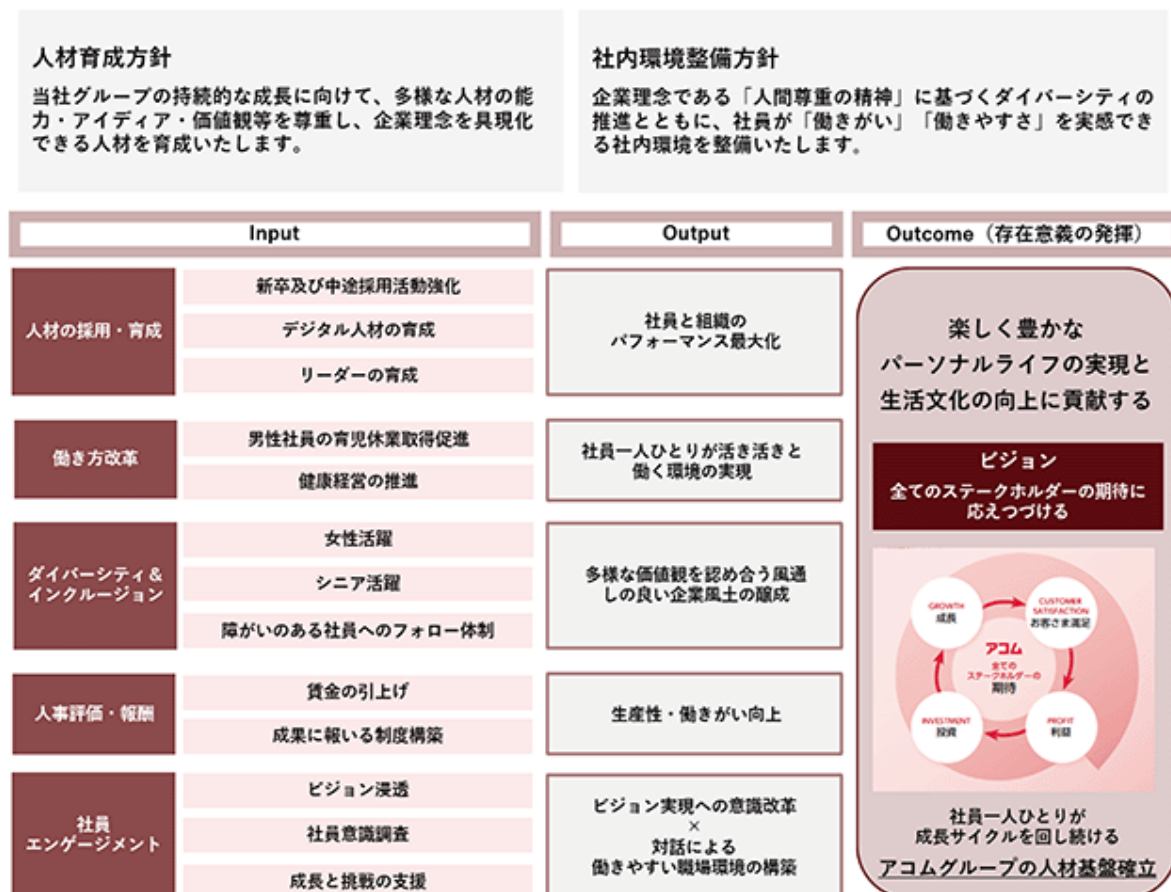 人材育成方針
当社グループの持続的な成長に向けて、多様な人材の能
力・アイディア・価値観等を尊重し、企業理念を具現化
できる人材を育成いたします。
社内環境整備方針
企業理念である「人間尊重の精神」に基づくダイバーシティの
推進とともに、社員が「働きがい」「働きやすさ」を実感でき
る社内環境を整備いたします。
Input
Output
Outcome（存在意義の発揮）
人材の採用・育成
新卒及び中途採用活動強化
デジタル人材の育成
リーダーの育成
社員と組織の
パフォーマンス最大化
働き方改革
男性社員の育児休業取得促進
健康経営の推進
社員一人ひとりが活き活きと
働く環境の実現
ダイバーシティ＆
インクルージョン
女性活躍
シニア活躍
障がいのある社員へのフォロー体制
多様な価値観を認め合う風通
しの良い企業風土の醸成
人事評価・報酬
賃金の引上げ
成果に報いる制度構築
生産性・働きがい向上
社員
エンゲージメント
ビジョン浸透
社員意識調査
成長と挑戦の支援
ビジョン実現への意識改革
×
対話による
働きやすい職場環境の構築
楽しく豊かな
パーソナルライフの実現と
生活文化の向上に貢献する
ビジョン
全てのステークホルダーの期待に
応えつづける
GROWTH
成長
CUSTOMER
SATISFACTION
お客さま満足
アコム
全ての
ステークホルダーの
期待
INVESTMENT
投資
PROFIT
利益
社員一人ひとりが
成長サイクルを回し続ける
アコムグループの人材基盤確立